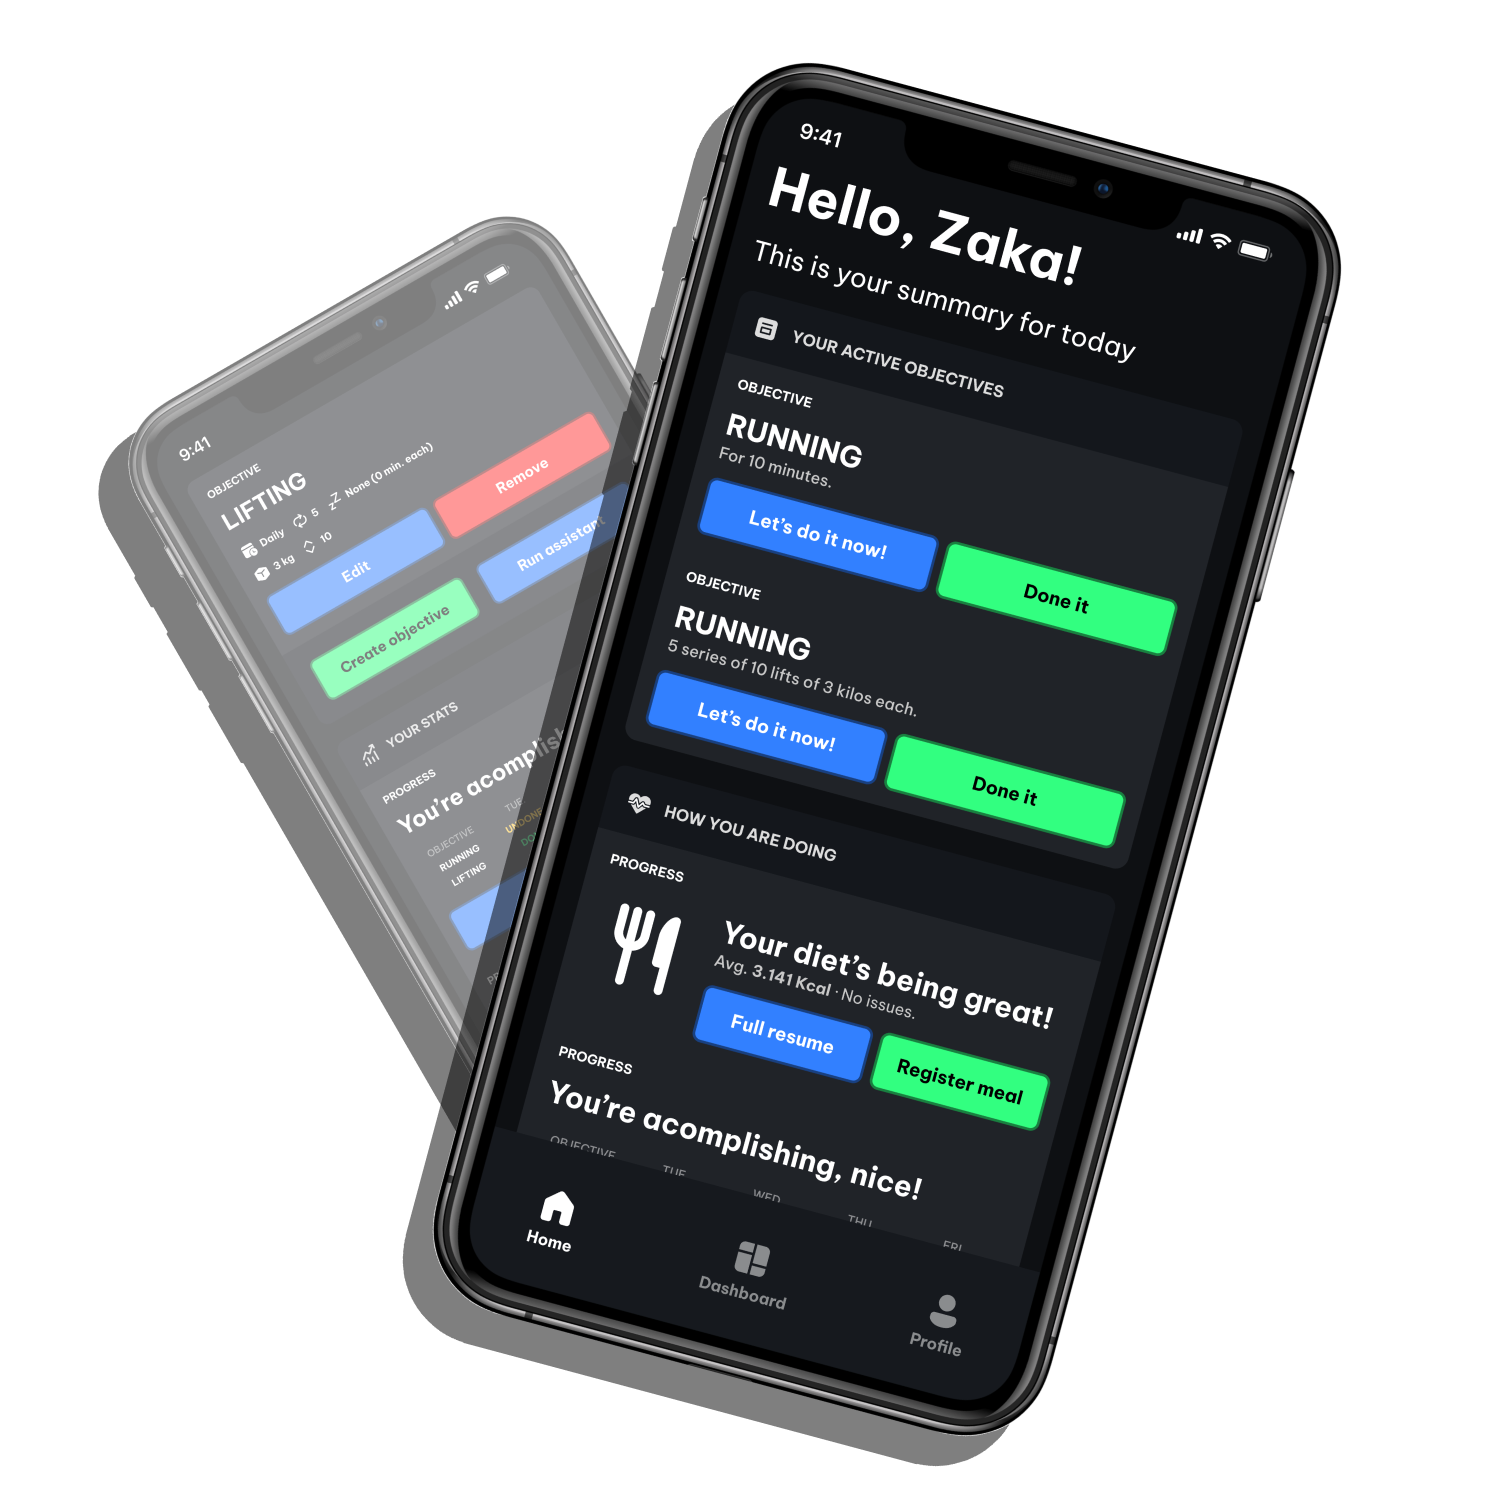 9:41
Hello, Zaka!
This is your summary for today
YOUR ACTIVE OBJECTIVES
OBJECTIVE
RUNNING
For 10 minutes.
Let's do it now!
Done it
OBJECTIVE
RUNNING
5 series of 10 lifts of 3 kilos each.
Let's do it now!
Done it
HOW YOU ARE DOING
PROGRESS
Your diet's being great!
Avg. 3.141 Kcal · No issues.
Full resume
Register meal
PROGRESS
You're acomplishing, nice!
OBJECTIVE TUE WED THU FRI
Home
Dashboard
Profile
9:41
OBJECTIVE
LIFTING
Daily 5 None (0 min. each)
3 kg 10
Edit
Remove
Create objective
Run assistant
YOUR STATS
PROGRESS
You're acomplish
OBJECTIVE TUE
RUNNING UNDONE
LIFTING